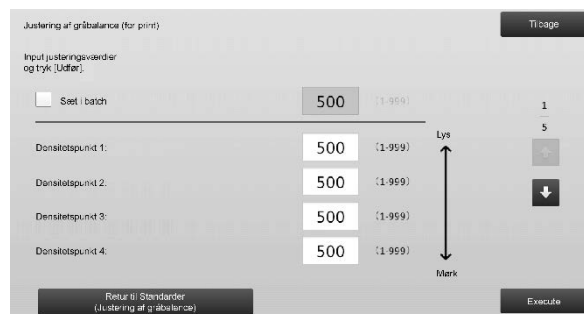 Justering af gråbalance (for print)
Tilbage
Input justeringsværdier
og tryk [Udfør].
Sæt i batch
500
(1-999)
1
5
Lys
Densitetspunkt 1:
500
(1-999)
Densitetspunkt 2:
500
(1-999)
Densitetspunkt 3:
500
(1-999)
Densitetspunkt 4:
500
(1-999)
Mørk
Retur til Standarder
(Justering af gråbalance)
Execute